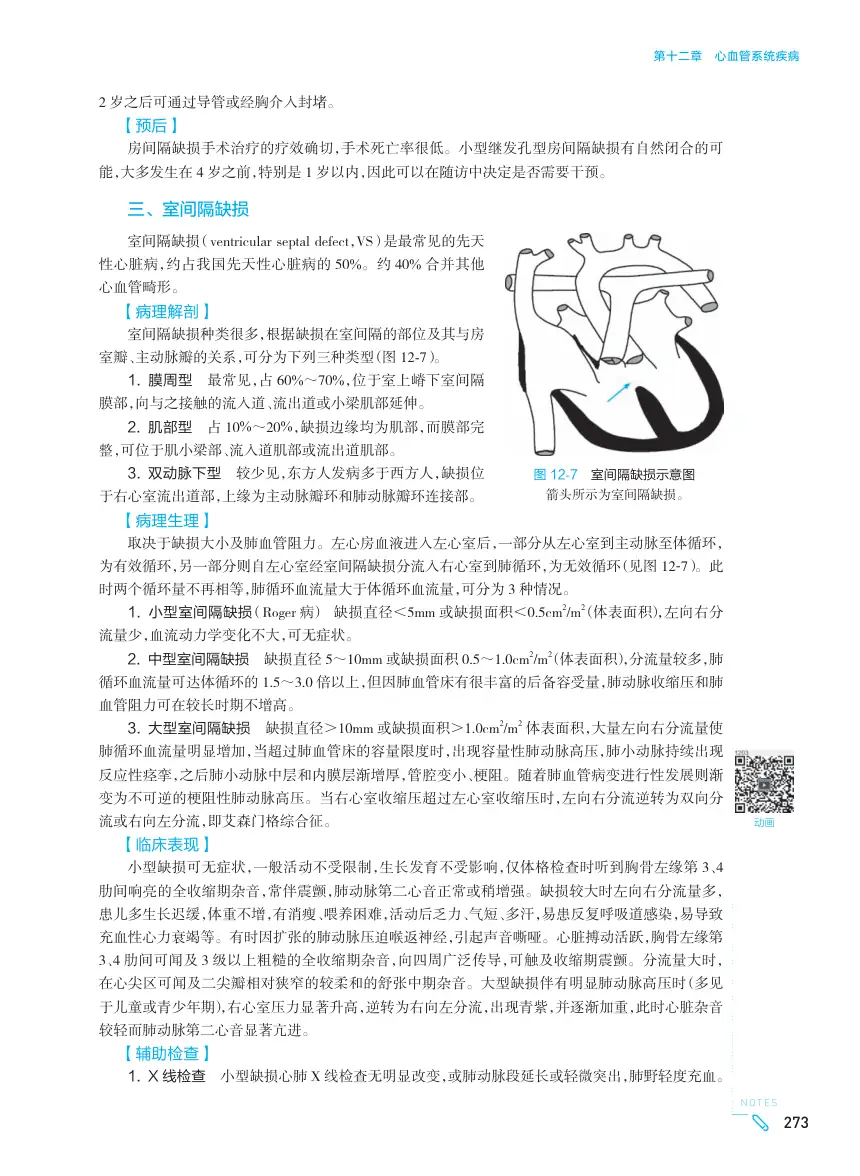 第十二章　心血管系统疾病
2 岁之后可通过导管或经胸介入封堵。
【预后】
房间隔缺损手术治疗的疗效确切,手术死亡率很低。小型继发孔型房间隔缺损有自然闭合的可
能,大多发生在 4 岁之前,特别是 1 岁以内,因此可以在随访中决定是否需要干预。
三、室间隔缺损
室间隔缺损（ventricular septal defect,VS）是最常见的先天
性心脏病,约占我国先天性心脏病的 50%。约 40% 合并其他
心血管畸形。
【病理解剖】
室间隔缺损种类很多,根据缺损在室间隔的部位及其与房
室瓣、主动脉瓣的关系,可分为下列三种类型（图 12-7）。
1. 膜周型　最常见,占 60%～70%,位于室上嵴下室间隔
膜部,向与之接触的流入道、流出道或小梁肌部延伸。
2. 肌部型　占 10%～20%,缺损边缘均为肌部,而膜部完
整,可位于肌小梁部、流入道肌部或流出道肌部。
3. 双动脉下型　较少见,东方人发病多于西方人,缺损位
于右心室流出道部,上缘为主动脉瓣环和肺动脉瓣环连接部。
图 12-7　室间隔缺损示意图
箭头所示为室间隔缺损。
【病理生理】
取决于缺损大小及肺血管阻力。左心房血液进入左心室后,一部分从左心室到主动脉至体循环,
为有效循环,另一部分则自左心室经室间隔缺损分流入右心室到肺循环,为无效循环（见图 12-7）。此
时两个循环量不再相等,肺循环血流量大于体循环血流量,可分为 3 种情况。
1. 小型室间隔缺损（Roger 病）　缺损直径＜5mm 或缺损面积＜0.5cm²/m²（体表面积）,左向右分
流量少,血流动力学变化不大,可无症状。
2. 中型室间隔缺损　缺损直径 5～10mm 或缺损面积 0.5～1.0cm²/m²（体表面积）,分流量较多,肺
循环血流量可达体循环的 1.5～3.0 倍以上,但因肺血管床有很丰富的后备容受量,肺动脉收缩压和肺
血管阻力可在较长时期不增高。
3. 大型室间隔缺损　缺损直径＞10mm 或缺损面积＞1.0cm²/m² 体表面积,大量左向右分流量使
肺循环血流量明显增加,当超过肺血管床的容量限度时,出现容量性肺动脉高压,肺小动脉持续出现
反应性痉挛,之后肺小动脉中层和内膜层渐增厚,管腔变小、梗阻。随着肺血管病变进行性发展则渐
变为不可逆的梗阻性肺动脉高压。当右心室收缩压超过左心室收缩压时,左向右分流逆转为双向分
流或右向左分流,即艾森门格综合征。
1203
动画
【临床表现】
小型缺损可无症状,一般活动不受限制,生长发育不受影响,仅体格检查时听到胸骨左缘第 3、4
肋间响亮的全收缩期杂音,常伴震颤,肺动脉第二心音正常或稍增强。缺损较大时左向右分流量多,
患儿多生长迟缓,体重不增,有消瘦、喂养困难,活动后乏力、气短、多汗,易患反复呼吸道感染,易导致
充血性心力衰竭等。有时因扩张的肺动脉压迫喉返神经,引起声音嘶哑。心脏搏动活跃,胸骨左缘第
3、4 肋间可闻及 3 级以上粗糙的全收缩期杂音,向四周广泛传导,可触及收缩期震颤。分流量大时,
在心尖区可闻及二尖瓣相对狭窄的较柔和的舒张中期杂音。大型缺损伴有明显肺动脉高压时（多见
于儿童或青少年期）,右心室压力显著升高,逆转为右向左分流,出现青紫,并逐渐加重,此时心脏杂音
较轻而肺动脉第二心音显著亢进。
【辅助检查】
1. X 线检查　小型缺损心肺 X 线检查无明显改变,或肺动脉段延长或轻微突出,肺野轻度充血。
NOTES
273